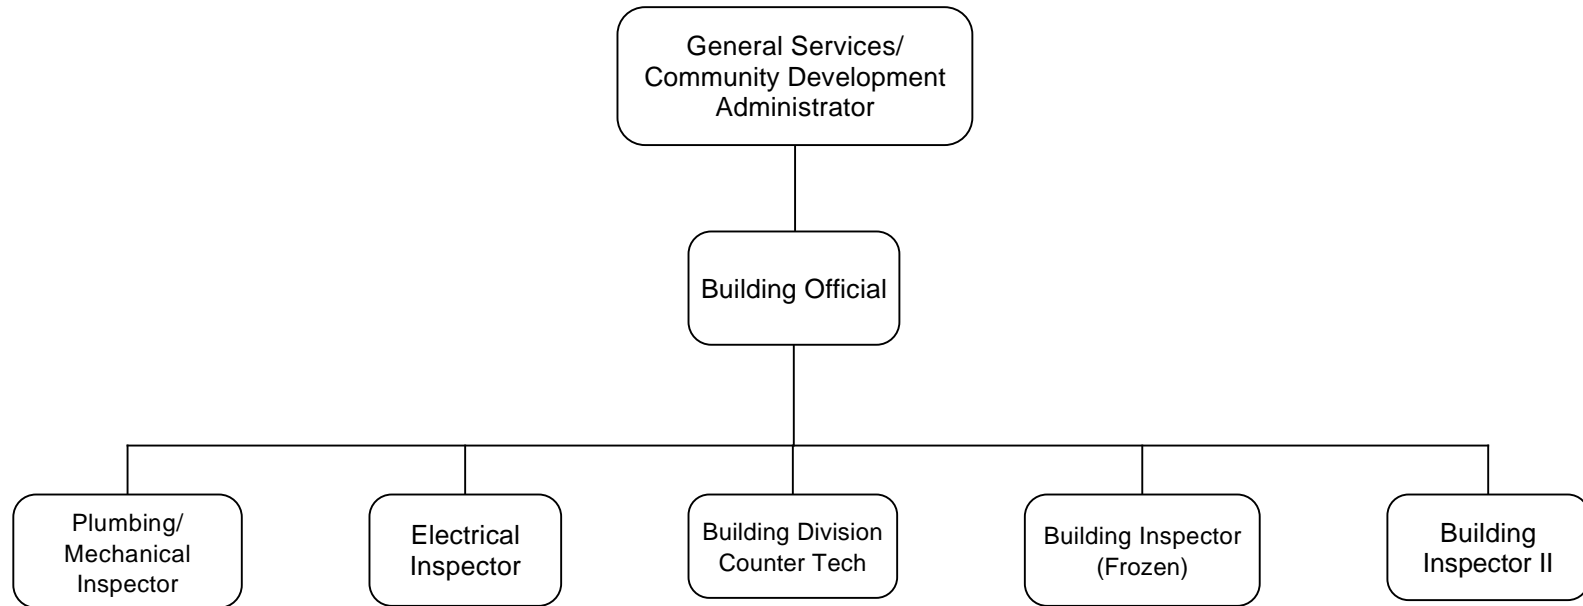 General Services/
Community Development
Administrator
Building Official
Plumbing/
Mechanical
Inspector
Electrical
Inspector
Building Division
Counter Tech
Building Inspector
(Frozen)
Building
Inspector II